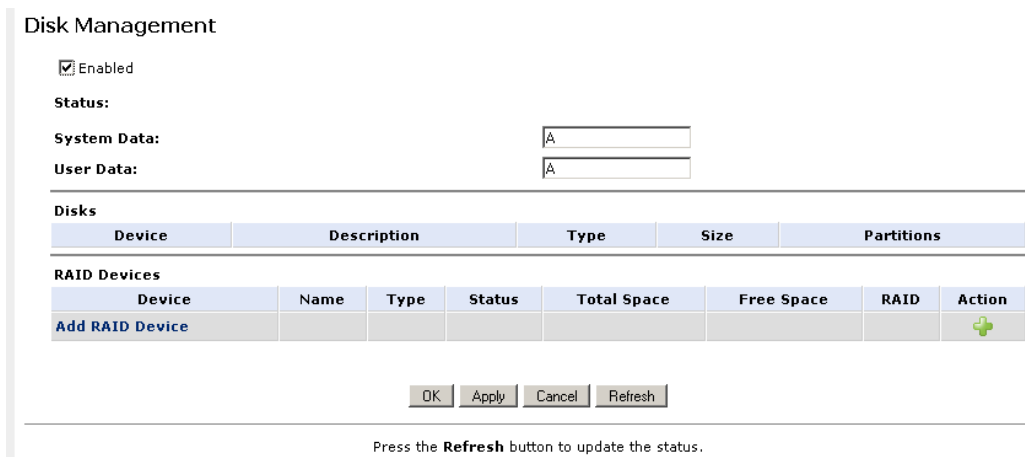 Disk Management
Enabled
Status:
System Data: A
User Data: A
Disks
Device Description Type Size Partitions
RAID Devices
Device Name Type Status Total Space Free Space RAID Action
Add RAID Device
OK Apply Cancel Refresh
Press the Refresh button to update the status.